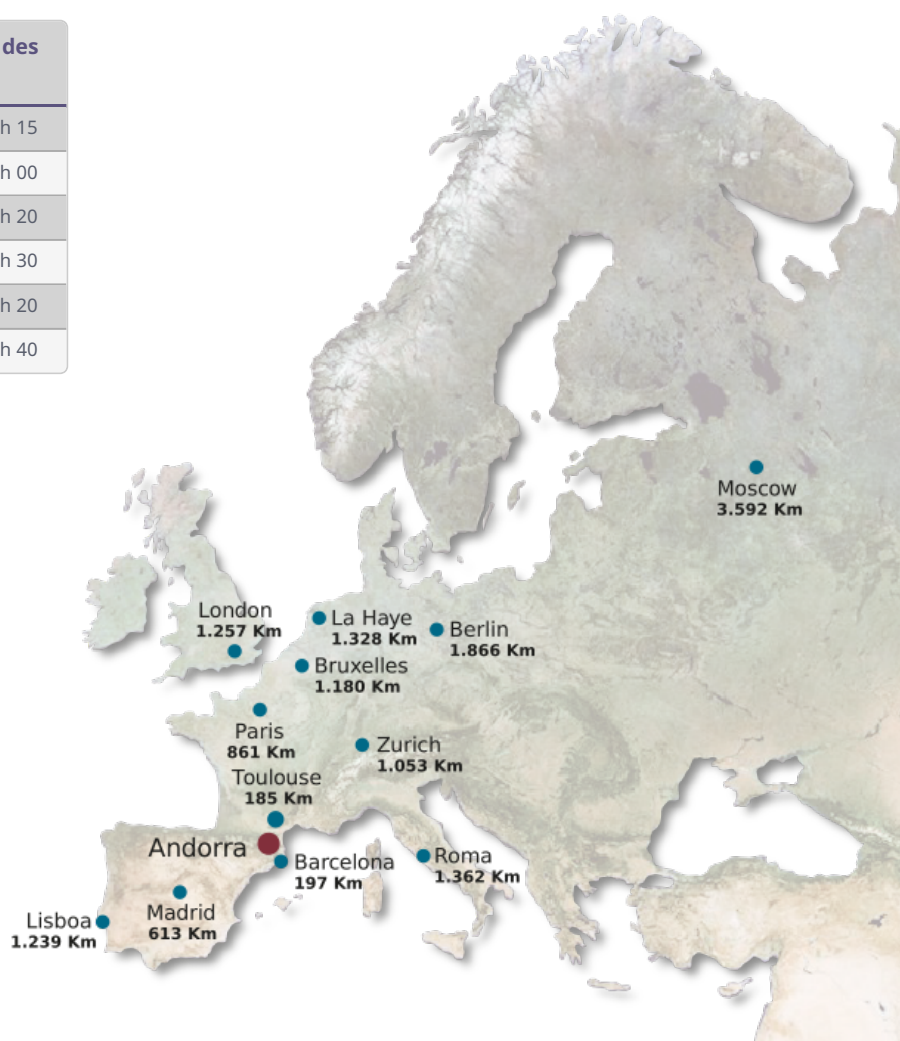 des
h 15
h 00
h 20
h 30
h 20
h 40
Moscow
3.592 Km
London
1.257 Km
La Haye
1.328 Km
Berlin
1.866 Km
Bruxelles
1.180 Km
Paris
861 Km
Zurich
1.053 Km
Toulouse
185 Km
Andorra
Barcelona
197 Km
Roma
1.362 Km
Madrid
613 Km
Lisboa
1.239 Km